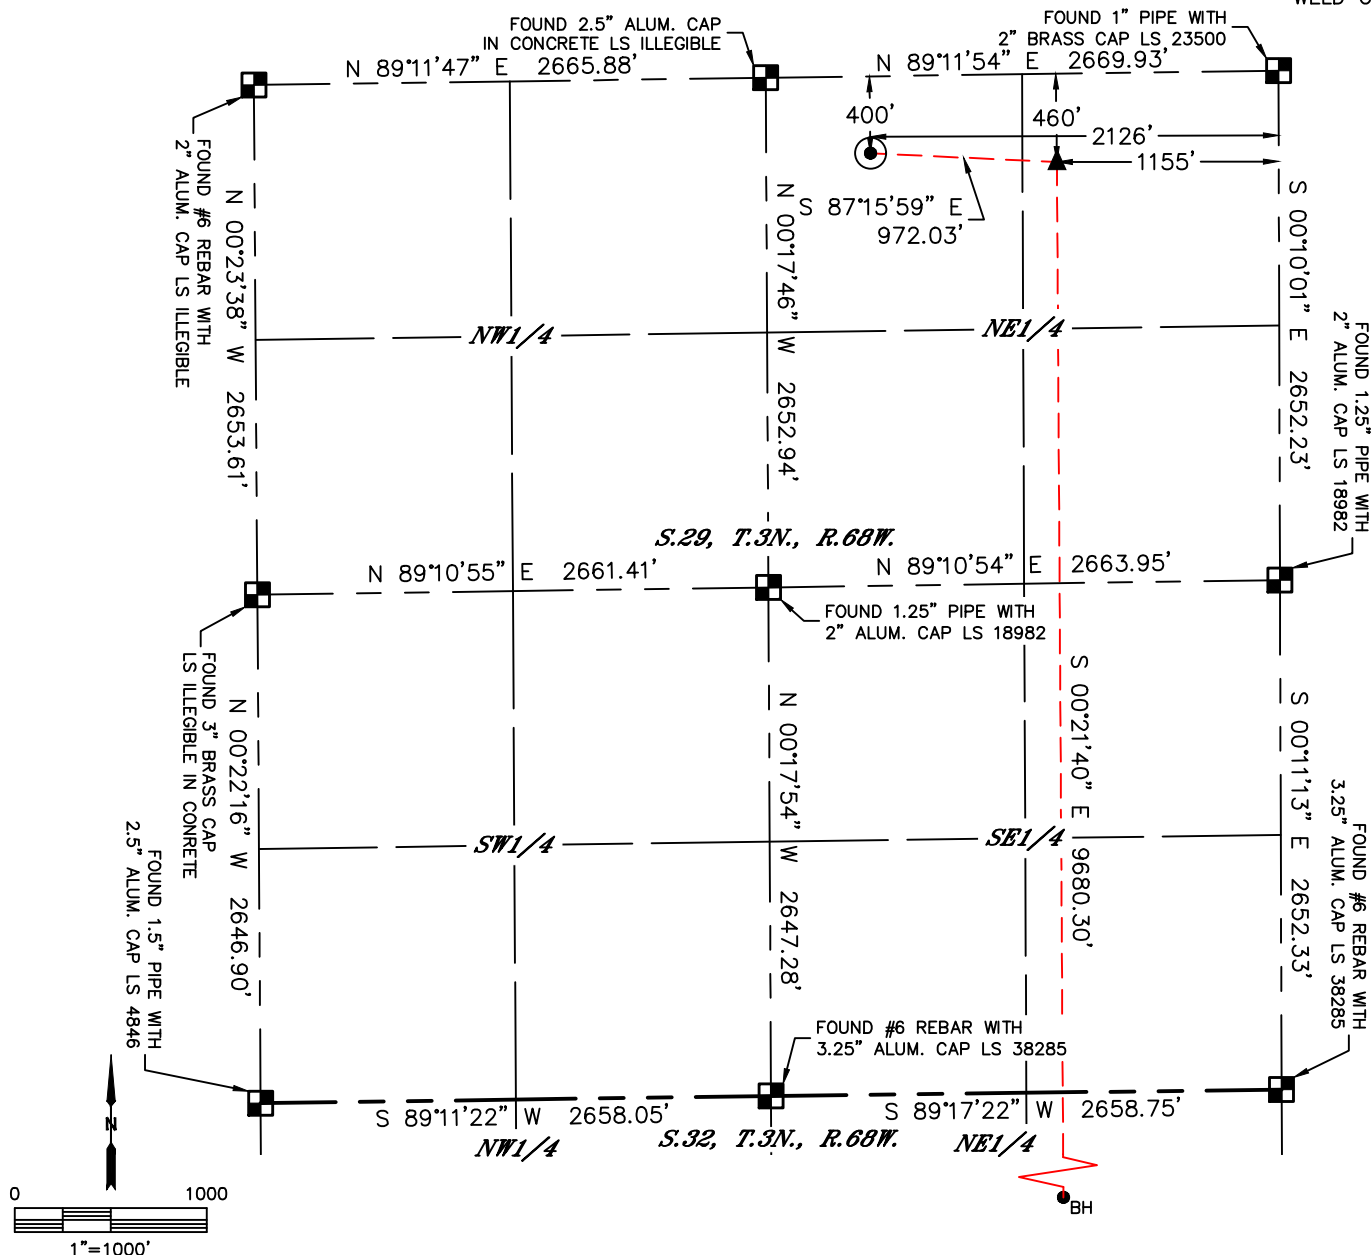 FOUND 2.5" ALUM. CAP
IN CONCRETE LS ILLEGIBLE
FOUND 1" PIPE WITH
2" BRASS CAP LS 23500
N 89°11'47" E 2665.88'
N 89°11'54" E 2669.93'
400'
460'
2126'
1155'
S 87°15'59" E
972.03'
FOUND #6 REBAR WITH
2" ALUM. CAP LS ILLEGIBLE
N 00°23'38" W 2653.61'
N 00°17'46" W 2652.94'
S 00°10'01" E 2652.23'
FOUND 1.25" PIPE WITH
2" ALUM. CAP LS 18982
NW1/4
NE1/4
S.29, T.3N., R.68W.
N 89°10'55" E 2661.41'
N 89°10'54" E 2663.95'
FOUND 1.25" PIPE WITH
2" ALUM. CAP LS 18982
FOUND 3" BRASS CAP
LS ILLEGIBLE IN CONRETE
N 00°22'16" W 2646.90'
N 00°17'54" W 2647.28'
S 00°21'40" E 9680.30'
S 00°11'13" E 2652.33'
SW1/4
SE1/4
FOUND 1.5" PIPE WITH
2.5" ALUM. CAP LS 4846
FOUND #6 REBAR WITH
3.25" ALUM. CAP LS 38285
FOUND #6 REBAR WITH
3.25" ALUM. CAP LS 38285
S 89°11'22" W 2658.05'
S 89°17'22" W 2658.75'
S.32, T.3N., R.68W.
NW1/4
NE1/4
N
BH
0 1000
1"=1000'